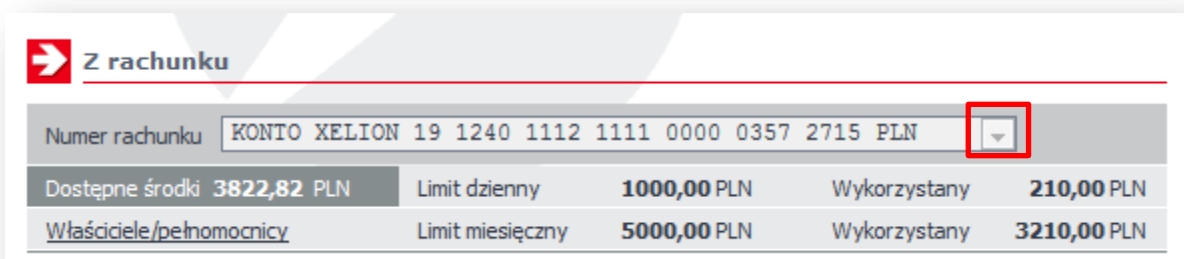 Z rachunku
Numer rachunku KONTO XELION 19 1240 1112 1111 0000 0357 2715 PLN
Dostępne środki 3822,82 PLN Limit dzienny 1000,00 PLN Wykorzystany 210,00 PLN
Właściciele/pełnomocnicy Limit miesięczny 5000,00 PLN Wykorzystany 3210,00 PLN